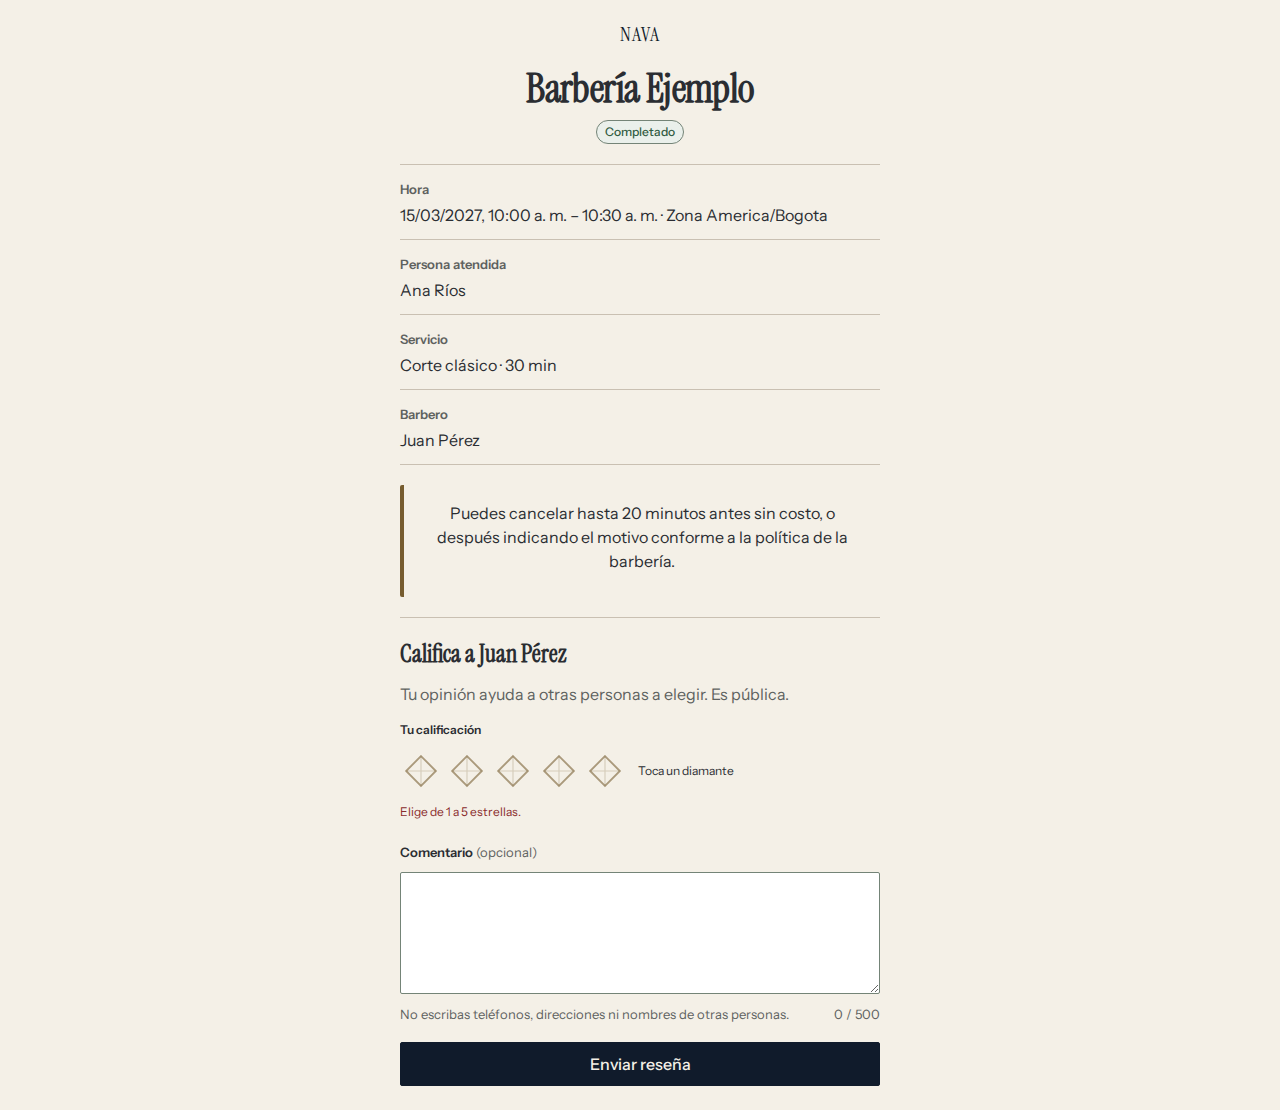 NAVA
Barbería Ejemplo
Completado
Hora
15/03/2027, 10:00 a. m. – 10:30 a. m. · Zona America/Bogota
Persona atendida
Ana Ríos
Servicio
Corte clásico · 30 min
Barbero
Juan Pérez
Puedes cancelar hasta 20 minutos antes sin costo, o
después indicando el motivo conforme a la política de la
barbería.
Califica a Juan Pérez
Tu opinión ayuda a otras personas a elegir. Es pública.
Tu calificación
Toca un diamante
Elige de 1 a 5 estrellas.
Comentario (opcional)
No escribas teléfonos, direcciones ni nombres de otras personas. 0 / 500
Enviar reseña